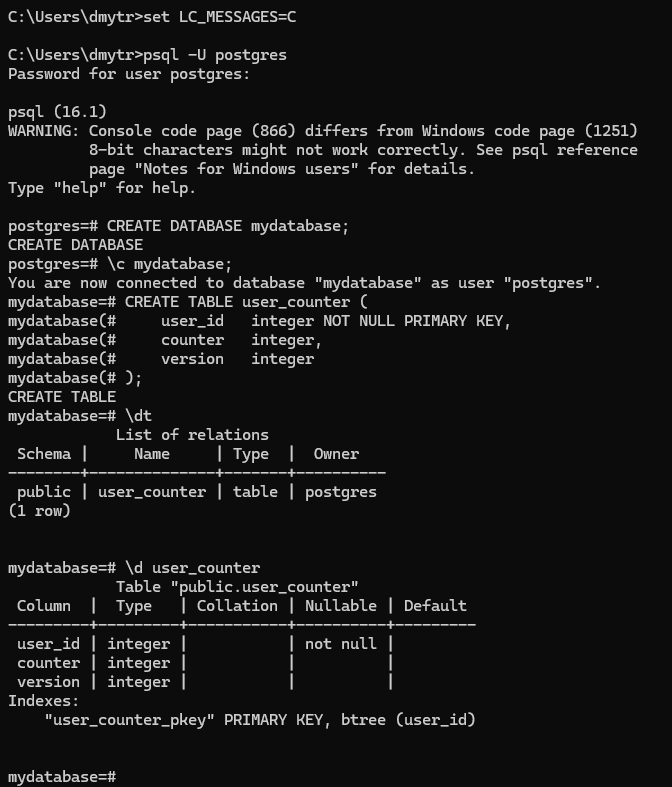 C:\Users\dmytr>set LC_MESSAGES=C
C:\Users\dmytr>psql -U postgres
Password for user postgres:
psql (16.1)
WARNING: Console code page (866) differs from Windows code page (1251)
         8-bit characters might not work correctly. See psql reference
         page "Notes for Windows users" for details.
Type "help" for help.
postgres=# CREATE DATABASE mydatabase;
CREATE DATABASE
postgres=# \c mydatabase;
You are now connected to database "mydatabase" as user "postgres".
mydatabase=# CREATE TABLE user_counter (
mydatabase(#     user_id   integer NOT NULL PRIMARY KEY,
mydatabase(#     counter   integer,
mydatabase(#     version   integer
mydatabase(# );
CREATE TABLE
mydatabase=# \dt
            List of relations
 Schema |     Name     | Type  |  Owner
--------+--------------+-------+----------
 public | user_counter | table | postgres
(1 row)
mydatabase=# \d user_counter
            Table "public.user_counter"
 Column  |  Type   | Collation | Nullable | Default
---------+---------+-----------+----------+---------
 user_id | integer |           | not null |
 counter | integer |           |          |
 version | integer |           |          |
Indexes:
    "user_counter_pkey" PRIMARY KEY, btree (user_id)
mydatabase=#